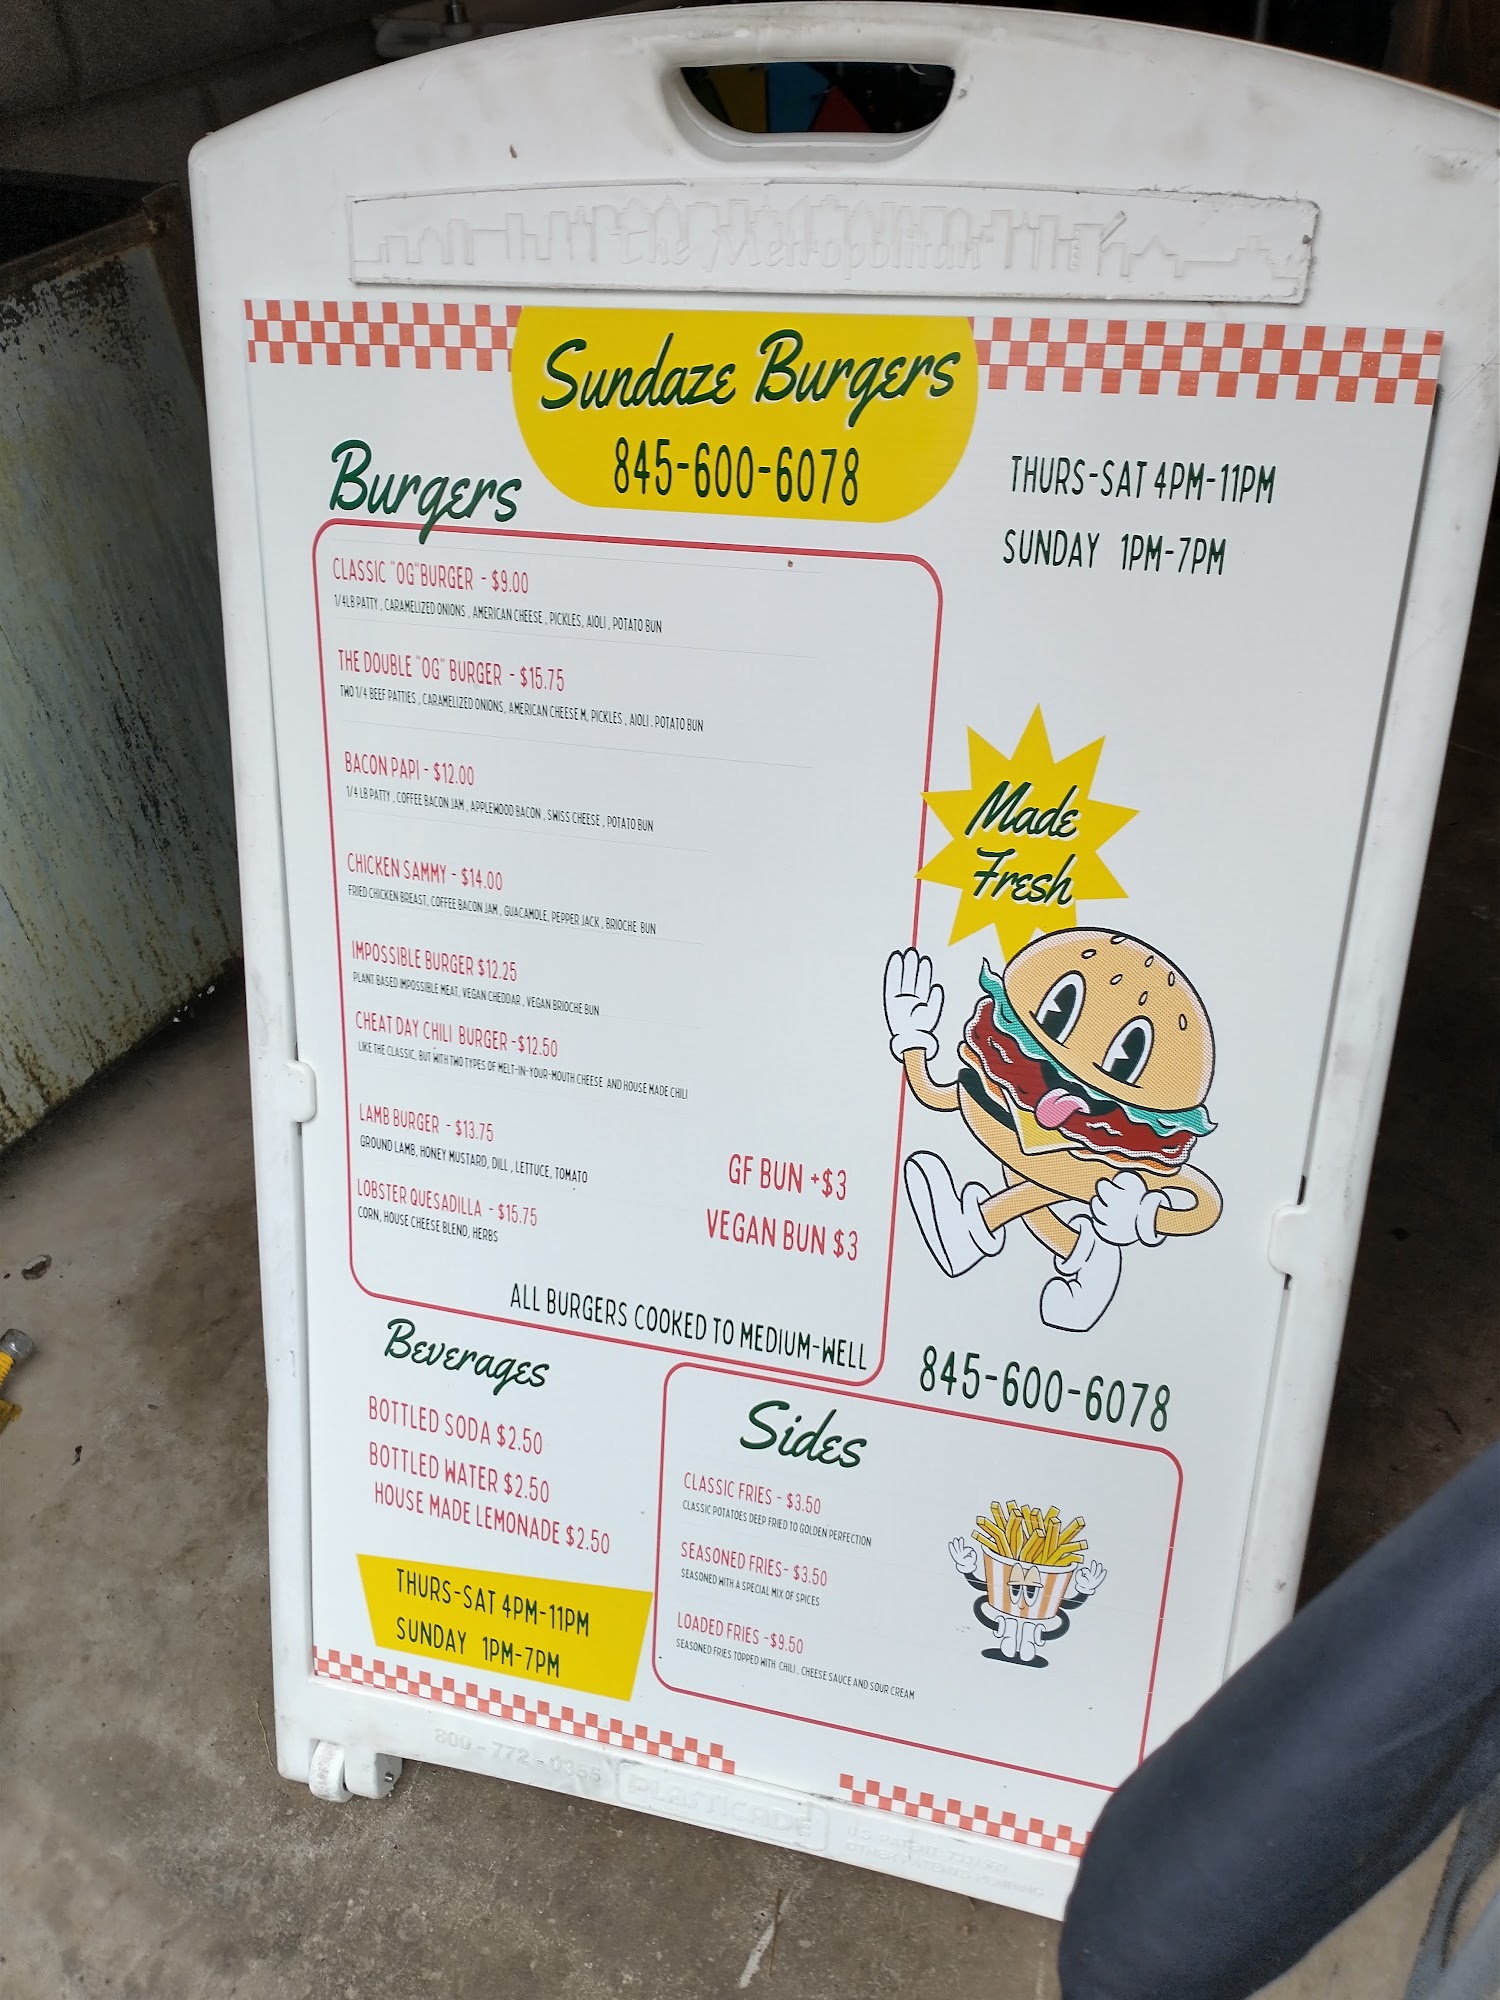 The Metropolitan
Sundaze Burgers
845-600-6078
THURS-SAT 4PM-11PM
SUNDAY 1PM-7PM
Burgers
CLASSIC "OG"BURGER - $9.00
1/4LB PATTY , CARAMELIZED ONIONS , AMERICAN CHEESE , PICKLES, AIOLI , POTATO BUN
THE DOUBLE "OG" BURGER - $15.75
TWO 1/4 BEEF PATTIES , CARAMELIZED ONIONS, AMERICAN CHEESE M, PICKLES , AIOLI . POTATO BUN
BACON PAPI - $12.00
1/4 LB PATTY , COFFEE BACON JAM , APPLEWOOD BACON , SWISS CHEESE , POTATO BUN
CHICKEN SAMMY - $14.00
FRIED CHICKEN BREAST, COFFEE BACON JAM , GUACAMOLE, PEPPER JACK , BRIOCHE BUN
IMPOSSIBLE BURGER $12.25
PLANT BASED IMPOSSIBLE MEAT, VEGAN CHEDDAR , VEGAN BRIOCHE BUN
CHEAT DAY CHILI BURGER -$12.50
LIKE THE CLASSIC, BUT WITH TWO TYPES OF MELT-IN-YOUR-MOUTH CHEESE AND HOUSE MADE CHILI
LAMB BURGER - $13.75
GROUND LAMB, HONEY MUSTARD, DILL , LETTUCE, TOMATO
LOBSTER QUESADILLA - $15.75
CORN, HOUSE CHEESE BLEND, HERBS
GF BUN +$3
VEGAN BUN $3
ALL BURGERS COOKED TO MEDIUM-WELL
Made
Fresh
845-600-6078
Beverages
BOTTLED SODA $2.50
BOTTLED WATER $2.50
HOUSE MADE LEMONADE $2.50
THURS-SAT 4PM-11PM
SUNDAY 1PM-7PM
Sides
CLASSIC FRIES - $3.50
CLASSIC POTATOES DEEP FRIED TO GOLDEN PERFECTION
SEASONED FRIES- $3.50
SEASONED WITH A SPECIAL MIX OF SPICES
LOADED FRIES -$9.50
SEASONED FRIES TOPPED WITH CHILI , CHEESE SAUCE AND SOUR CREAM
800-772-0355
PLASTICADE
U.S. PATENT
OTHER PATENTS PENDING